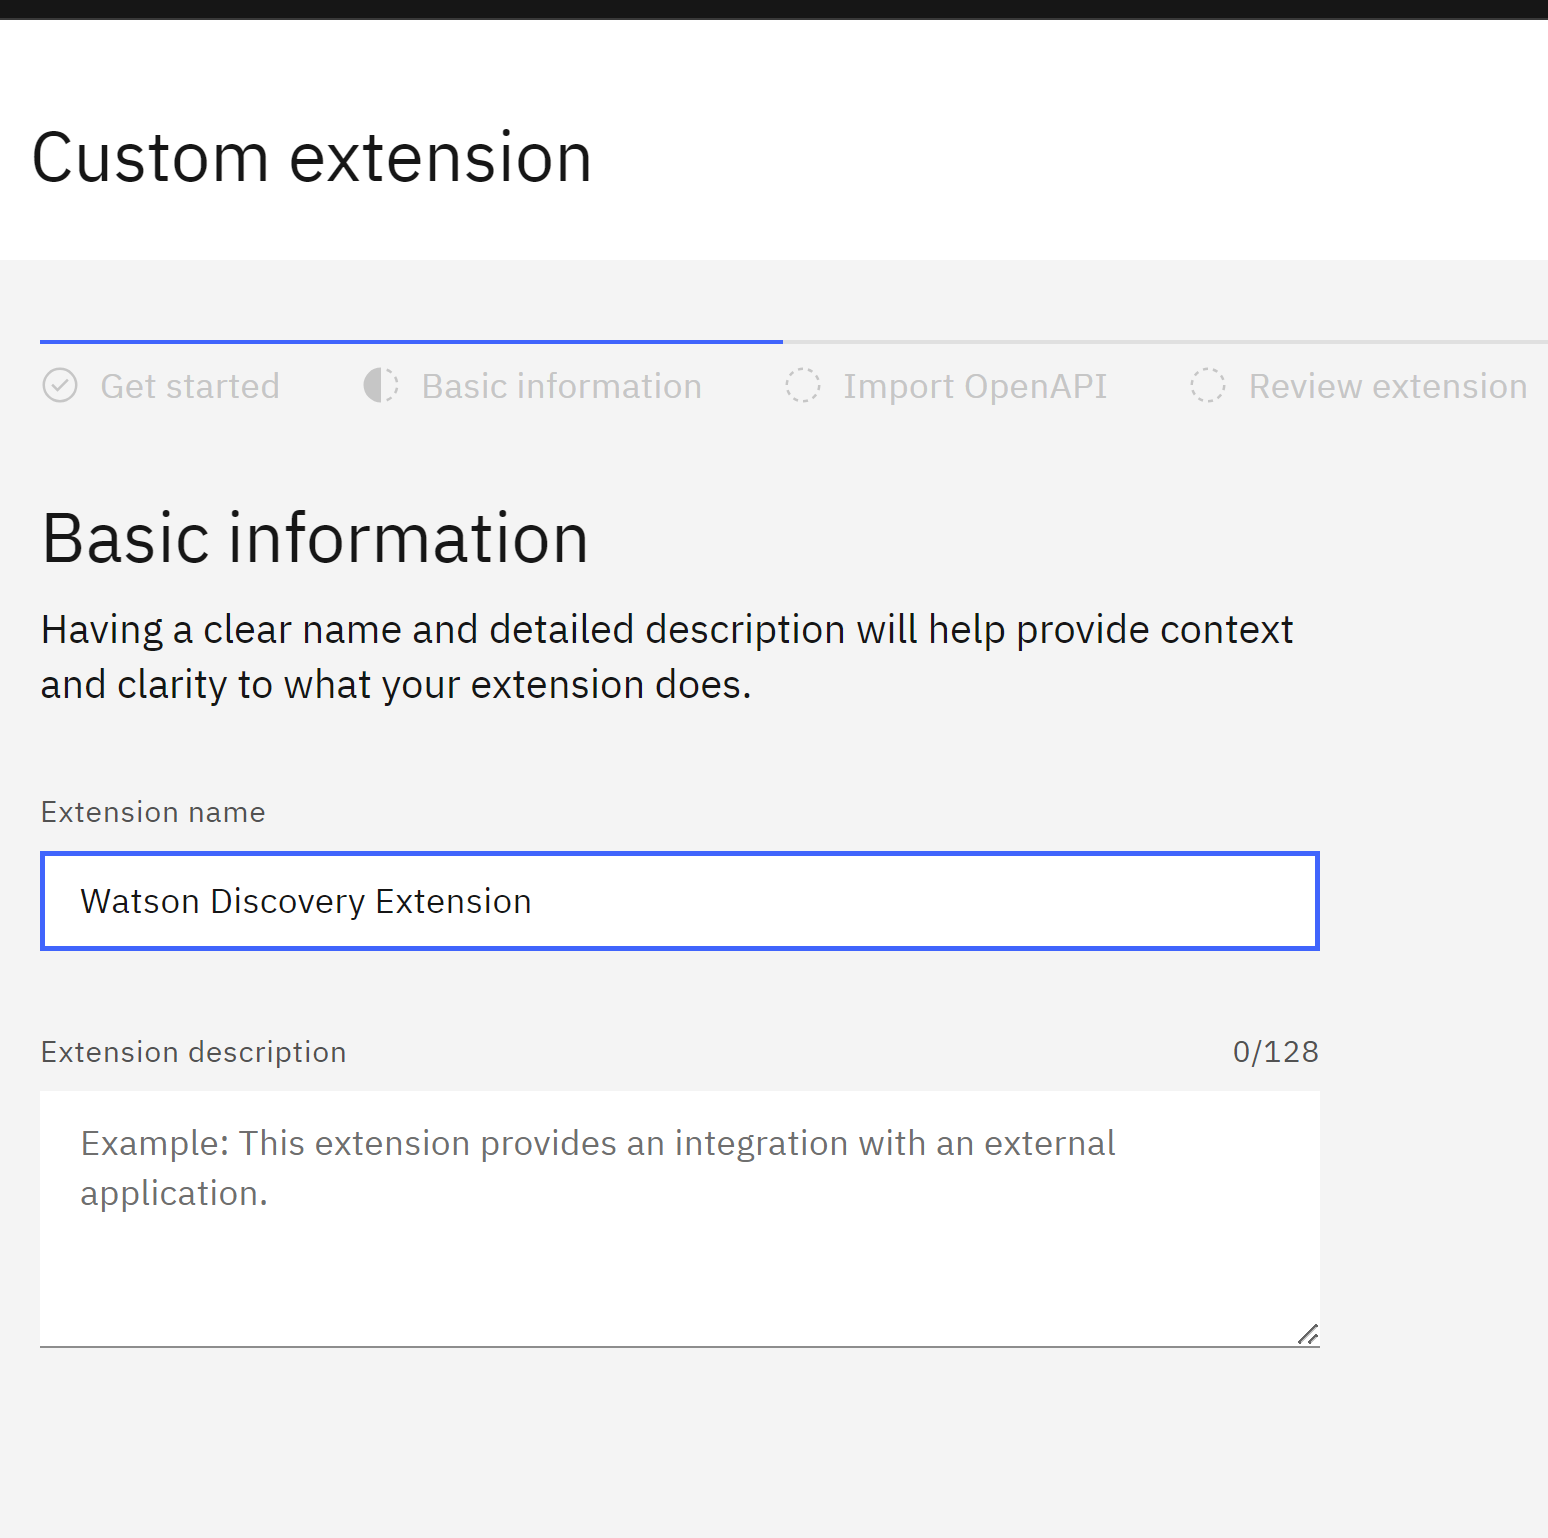 Custom extension
Get started
Basic information
Import OpenAPI
Review extension
Basic information
Having a clear name and detailed description will help provide context
and clarity to what your extension does.
Extension name
Watson Discovery Extension
Extension description
0/128
Example: This extension provides an integration with an external
application.